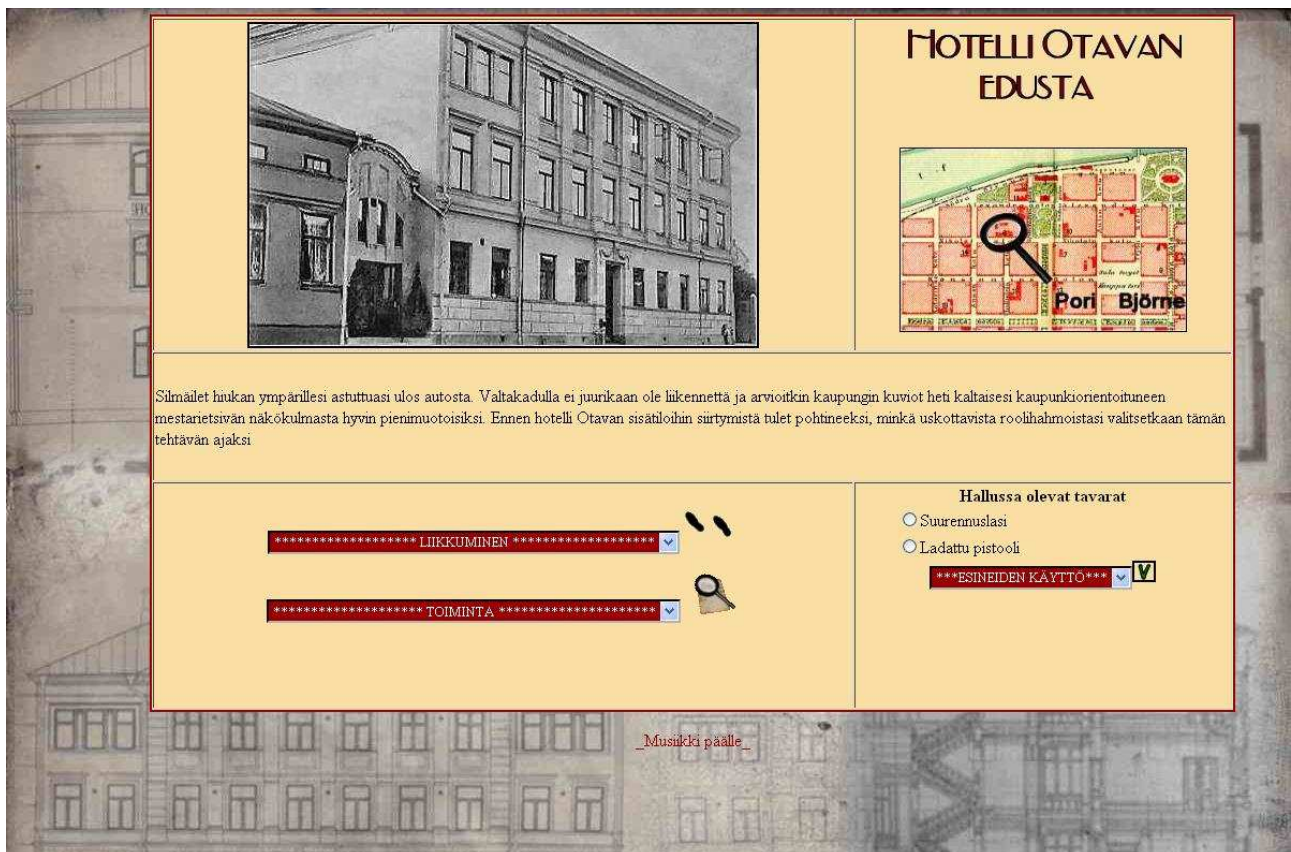 HOTELLI OTAVAN
EDUSTA
Pori Björne
Silmäilet hiukan ympärillesi astuttuasi ulos autosta. Valtakadulla ei juurikaan ole liikennettä ja arvioitkin kaupungin kuviot heti kaltaisesi kaupunkiorientoituneen
mestarietsivän näkökulmasta hyvin pienimuotoisiksi. Ennen hotelli Otavan sisätiloihin siirtymistä tulet pohtineeksi, minkä uskottavista roolihahmoistasi valitsetkaan tämän
tehtävän ajaksi
******************* LIIKKUMINEN *******************
******************** TOIMINTA *********************
Hallussa olevat tavarat
Suurennuslasi
Ladattu pistooli
***ESINEIDEN KÄYTTÖ***
V
_Musiikki päälle_